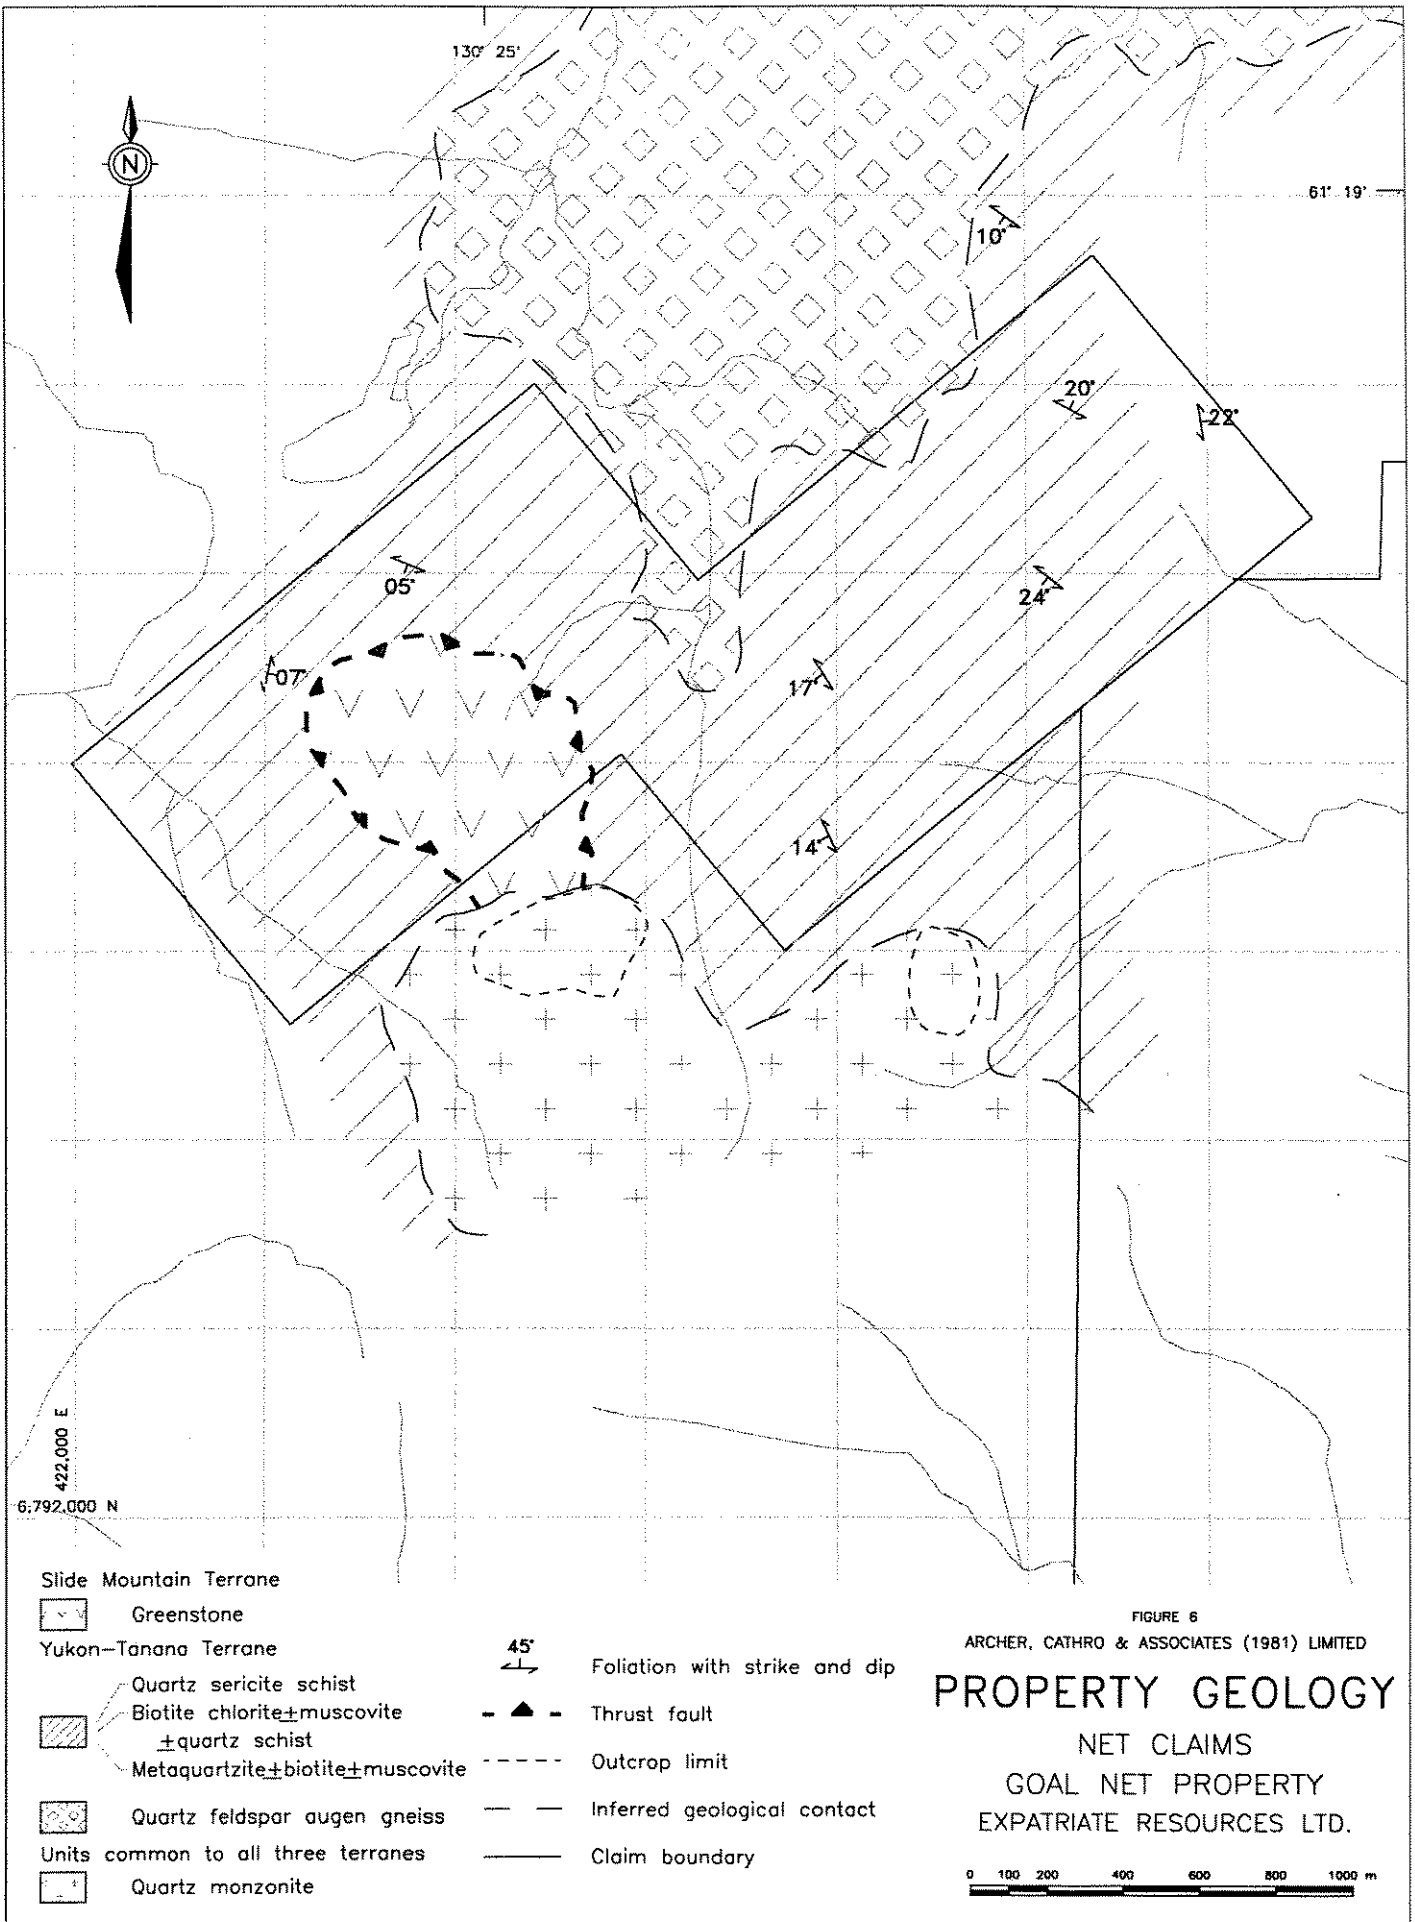 130° 25'
N
61° 19'
10°
20°
22°
05°
24°
07°
17°
14°
422,000 E
6,792,000 N
Slide Mountain Terrane
Greenstone
Yukon-Tanana Terrane
Quartz sericite schist
Biotite chlorite±muscovite
±quartz schist
Metaquartzite±biotite±muscovite
Quartz feldspar augen gneiss
Units common to all three terranes
Quartz monzonite
45°
Foliation with strike and dip
Thrust fault
Outcrop limit
Inferred geological contact
Claim boundary
FIGURE 6
ARCHER, CATHRO & ASSOCIATES (1981) LIMITED
PROPERTY GEOLOGY
NET CLAIMS
GOAL NET PROPERTY
EXPATRIATE RESOURCES LTD.
0 100 200 400 600 800 1000 m